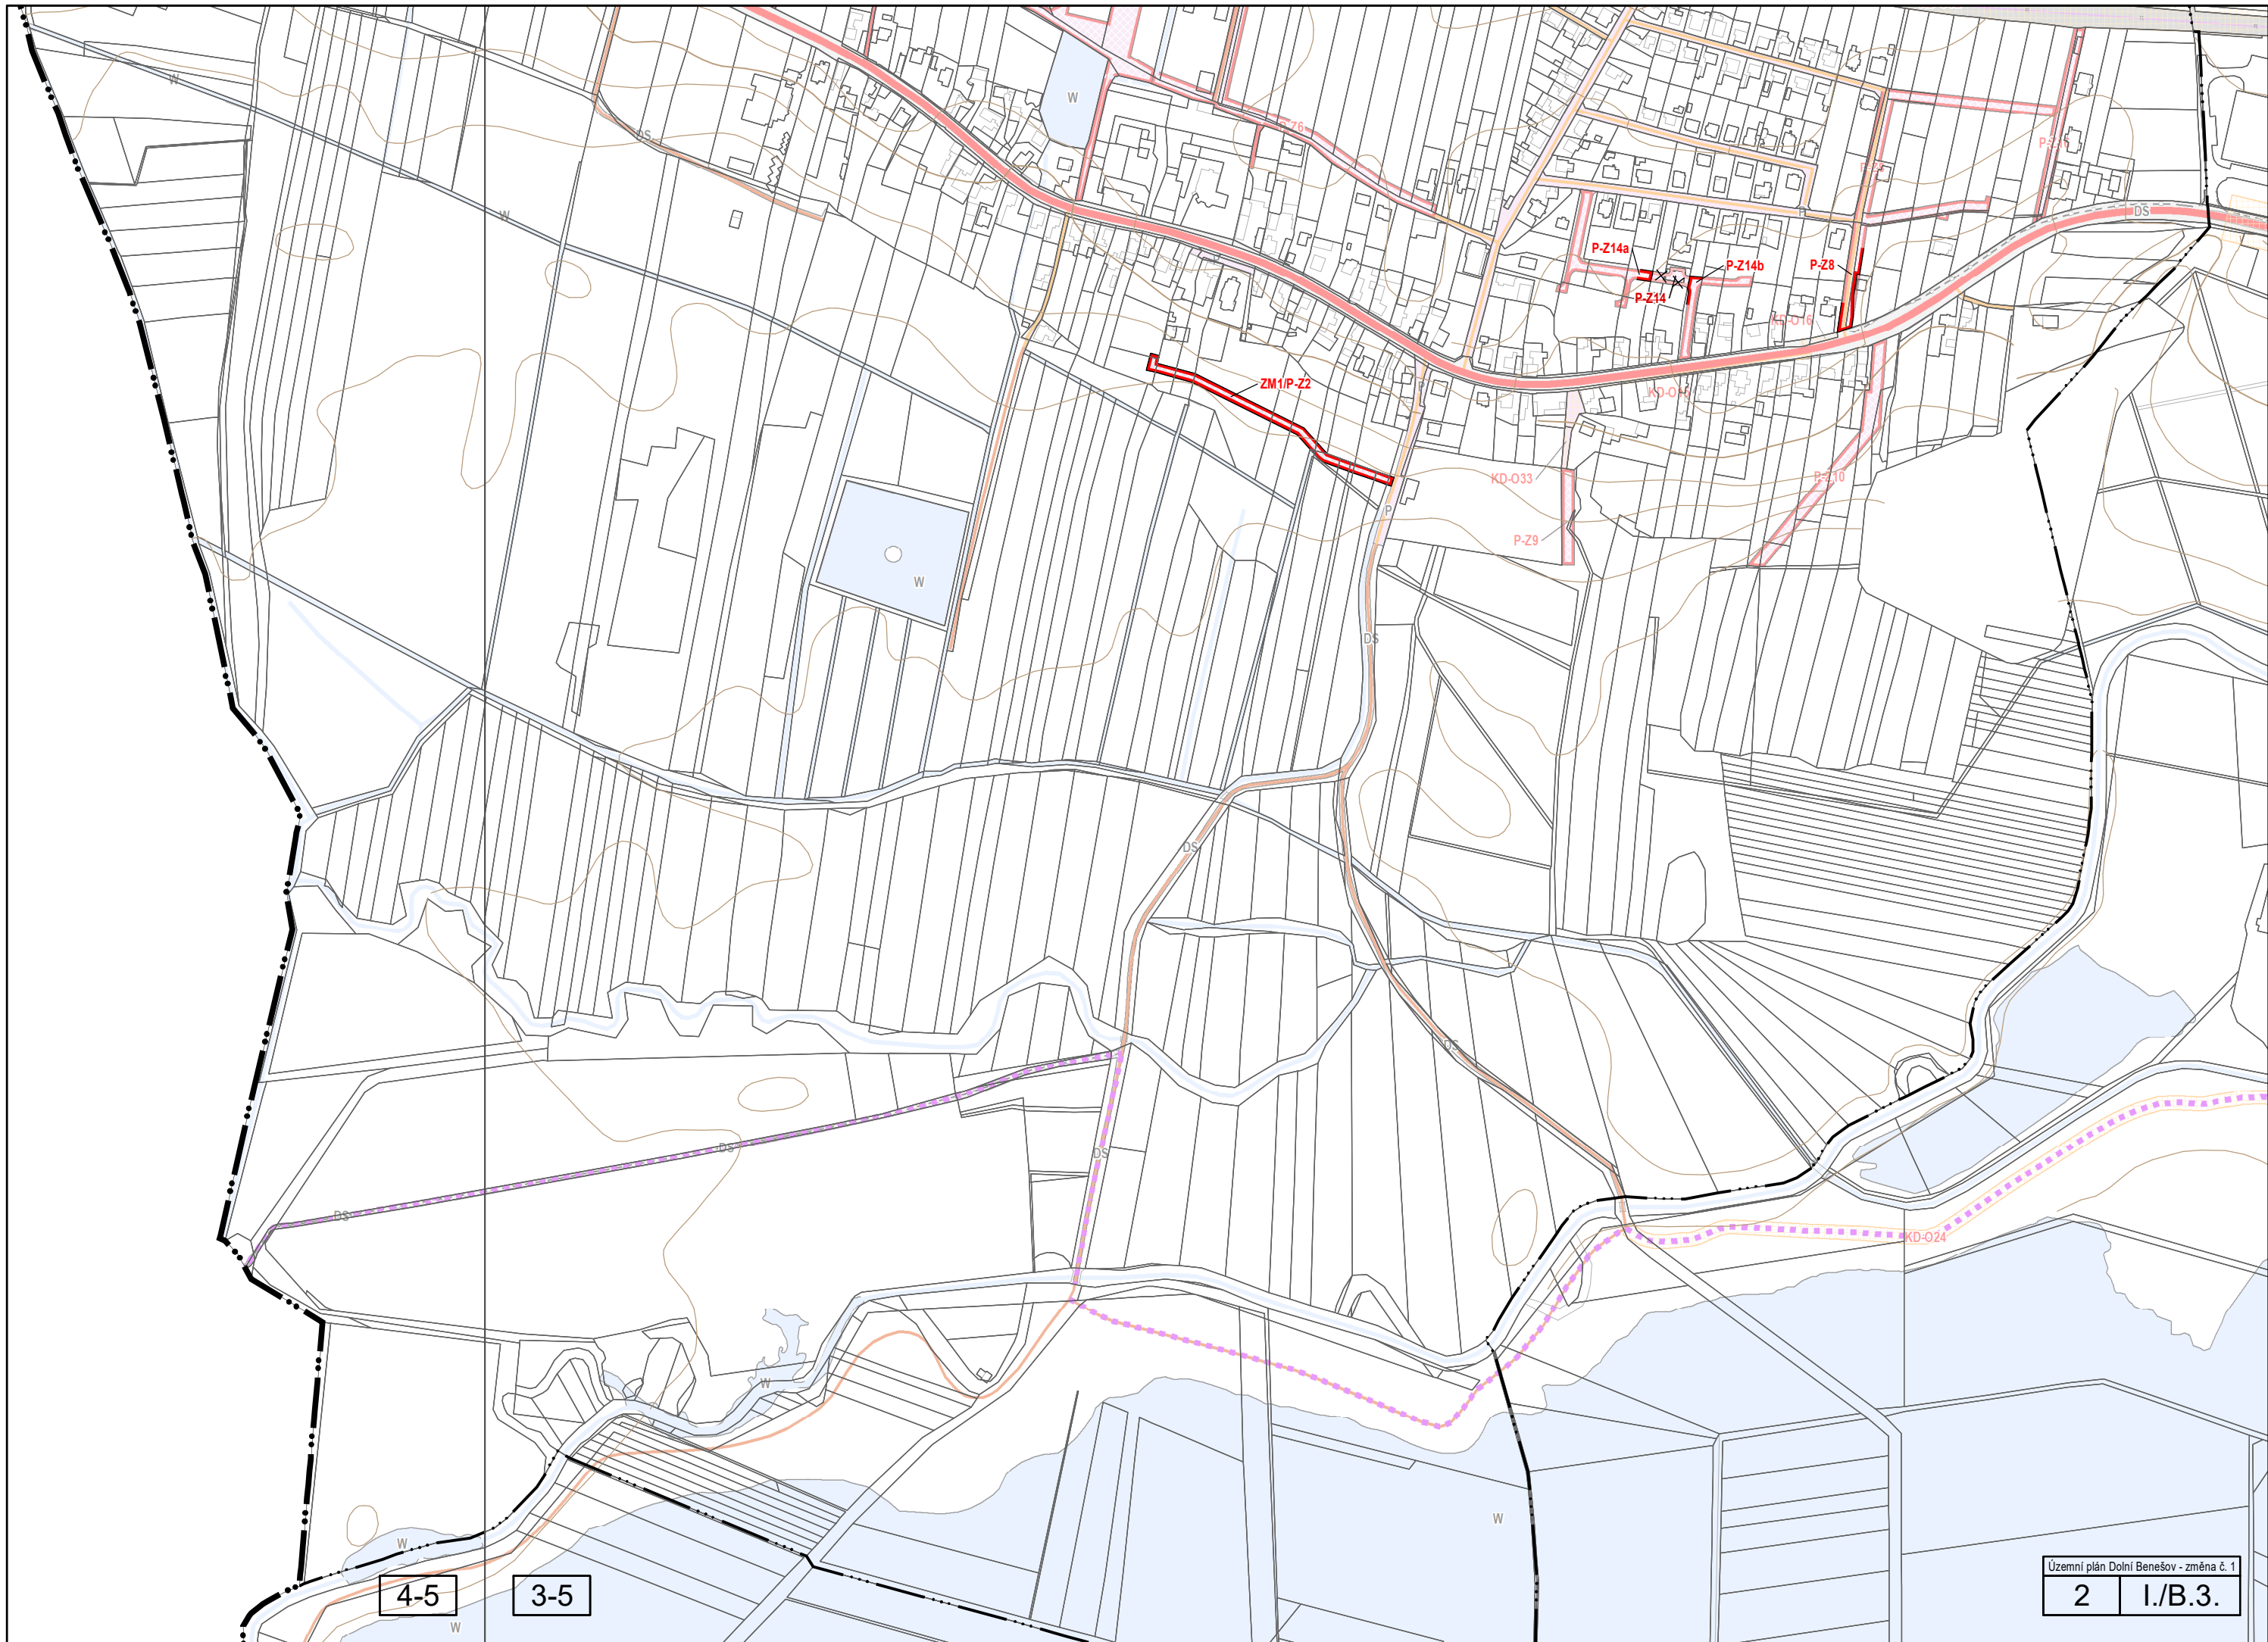 W
W
DS
W
P-Z14a
P-Z14b
P-Z14
P-Z8
DS
P
KD-O16
ZM1/P-Z2
P
KD-O33
P-Z10
P
P-Z9
W
DS
DS
DS
DS
DS
DS
KD-O24
W
W
W
W
4-5
3-5
Územní plán Dolní Benešov - změna č. 1
2
I./B.3.